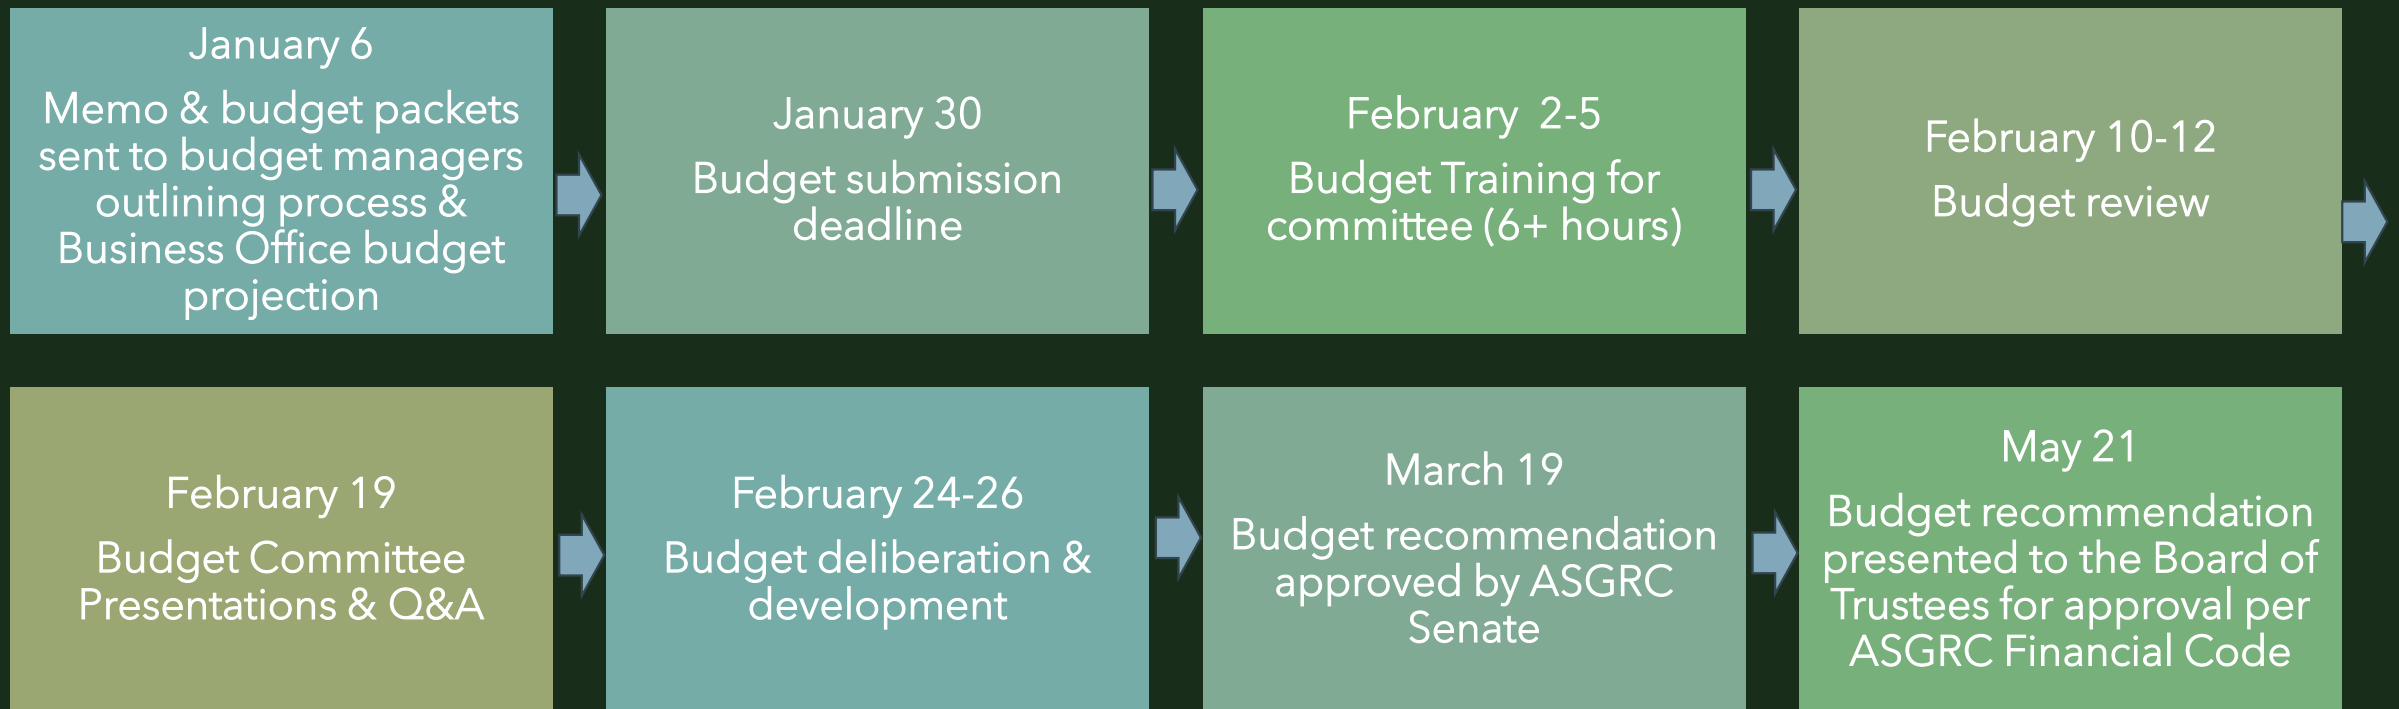 January 6
Memo & budget packets
sent to budget managers
outlining process &
Business Office budget
projection
January 30
Budget submission
deadline
February 2-5
Budget Training for
committee (6+ hours)
February 10-12
Budget review
February 19
Budget Committee
Presentations & Q&A
February 24-26
Budget deliberation &
development
March 19
Budget recommendation
approved by ASGRC
Senate
May 21
Budget recommendation
presented to the Board of
Trustees for approval per
ASGRC Financial Code